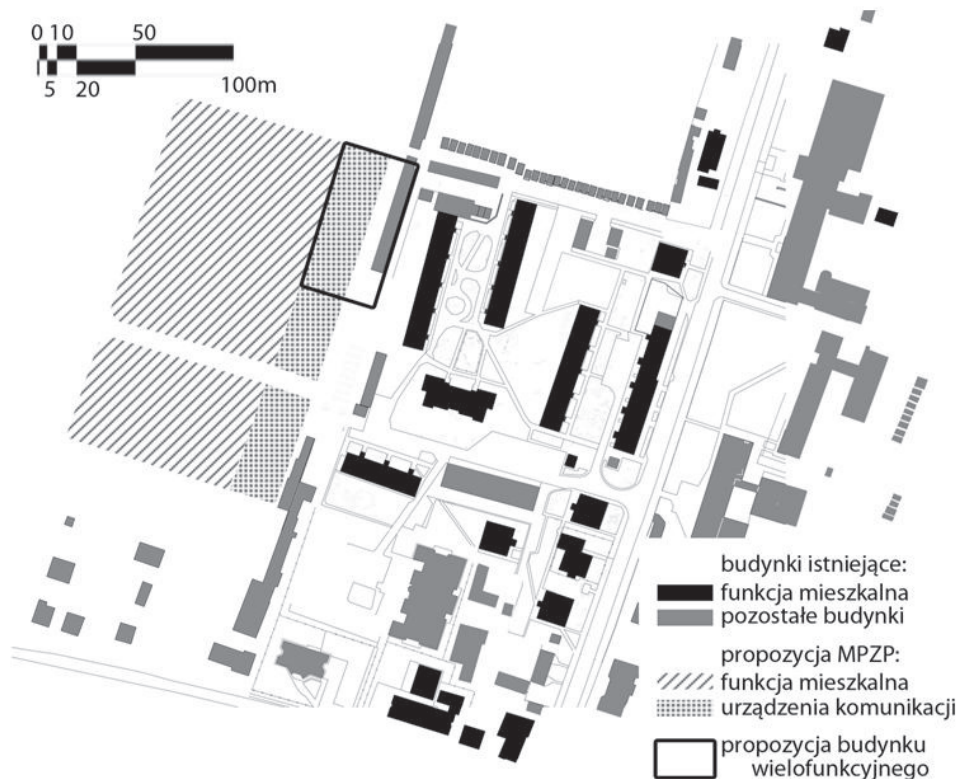 0 10 50
5 20 100m
budynki istniejące:
funkcja mieszkalna
pozostałe budynki
propozycja MPZP:
funkcja mieszkalna
urządzenia komunikacji
propozycja budynku
wielofunkcyjnego